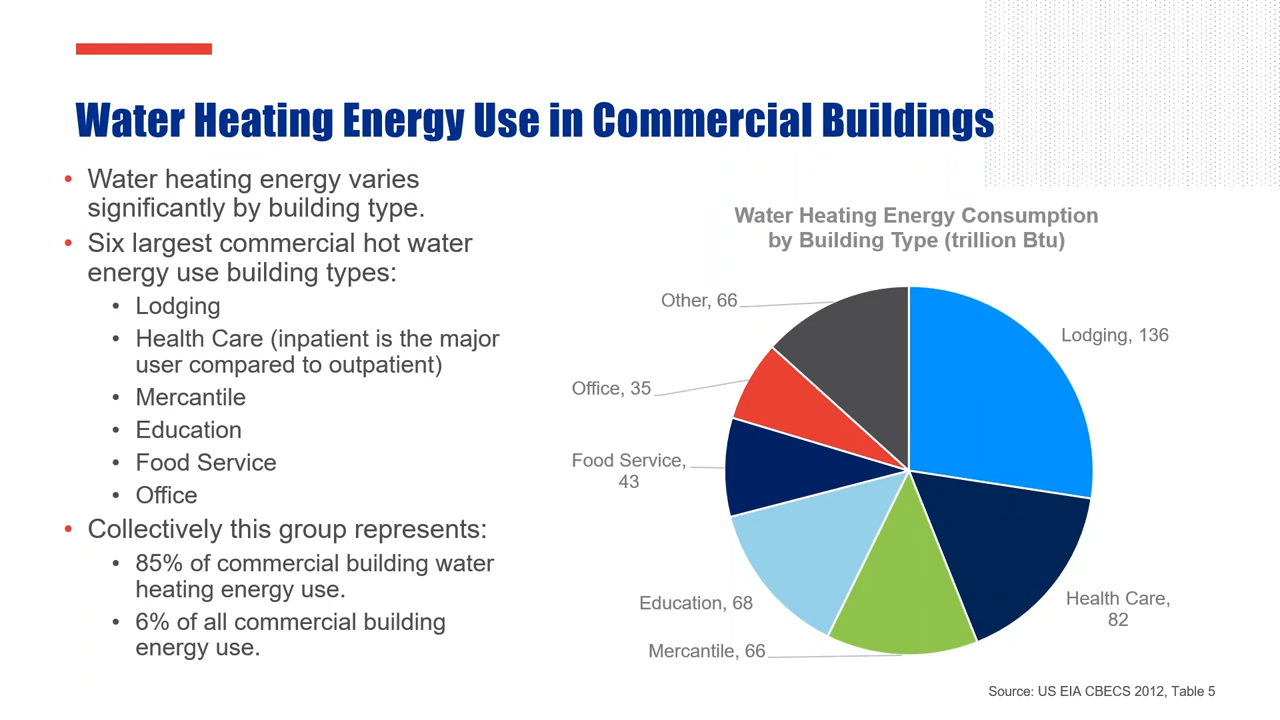 Water Heating Energy Use in Commercial Buildings
• Water heating energy varies
significantly by building type.
• Six largest commercial hot water
energy use building types:
• Lodging
• Health Care (inpatient is the major
user compared to outpatient)
• Mercantile
• Education
• Food Service
• Office
• Collectively this group represents:
• 85% of commercial building water
heating energy use.
• 6% of all commercial building
energy use.
Water Heating Energy Consumption
by Building Type (trillion Btu)
Other, 66
Lodging, 136
Office, 35
Food Service,
43
Education, 68
Health Care,
82
Mercantile, 66
Source: US EIA CBECS 2012, Table 5